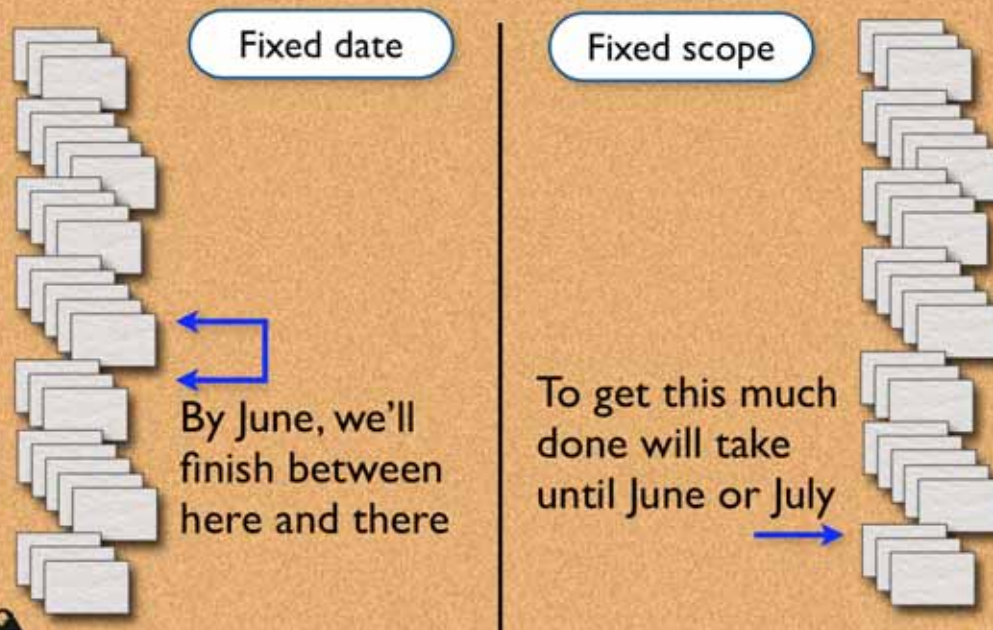 Fixed date
By June, we'll
finish between
here and there
Fixed scope
To get this much
done will take
until June or July